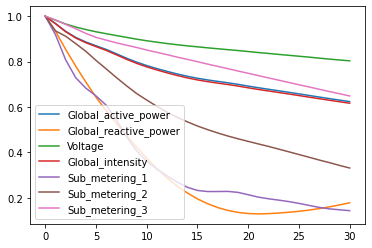 1.0
0.8
0.6
0.4
0.2
Global_active_power
Global_reactive_power
Voltage
Global_intensity
Sub_metering_1
Sub_metering_2
Sub_metering_3
0 5 10 15 20 25 30